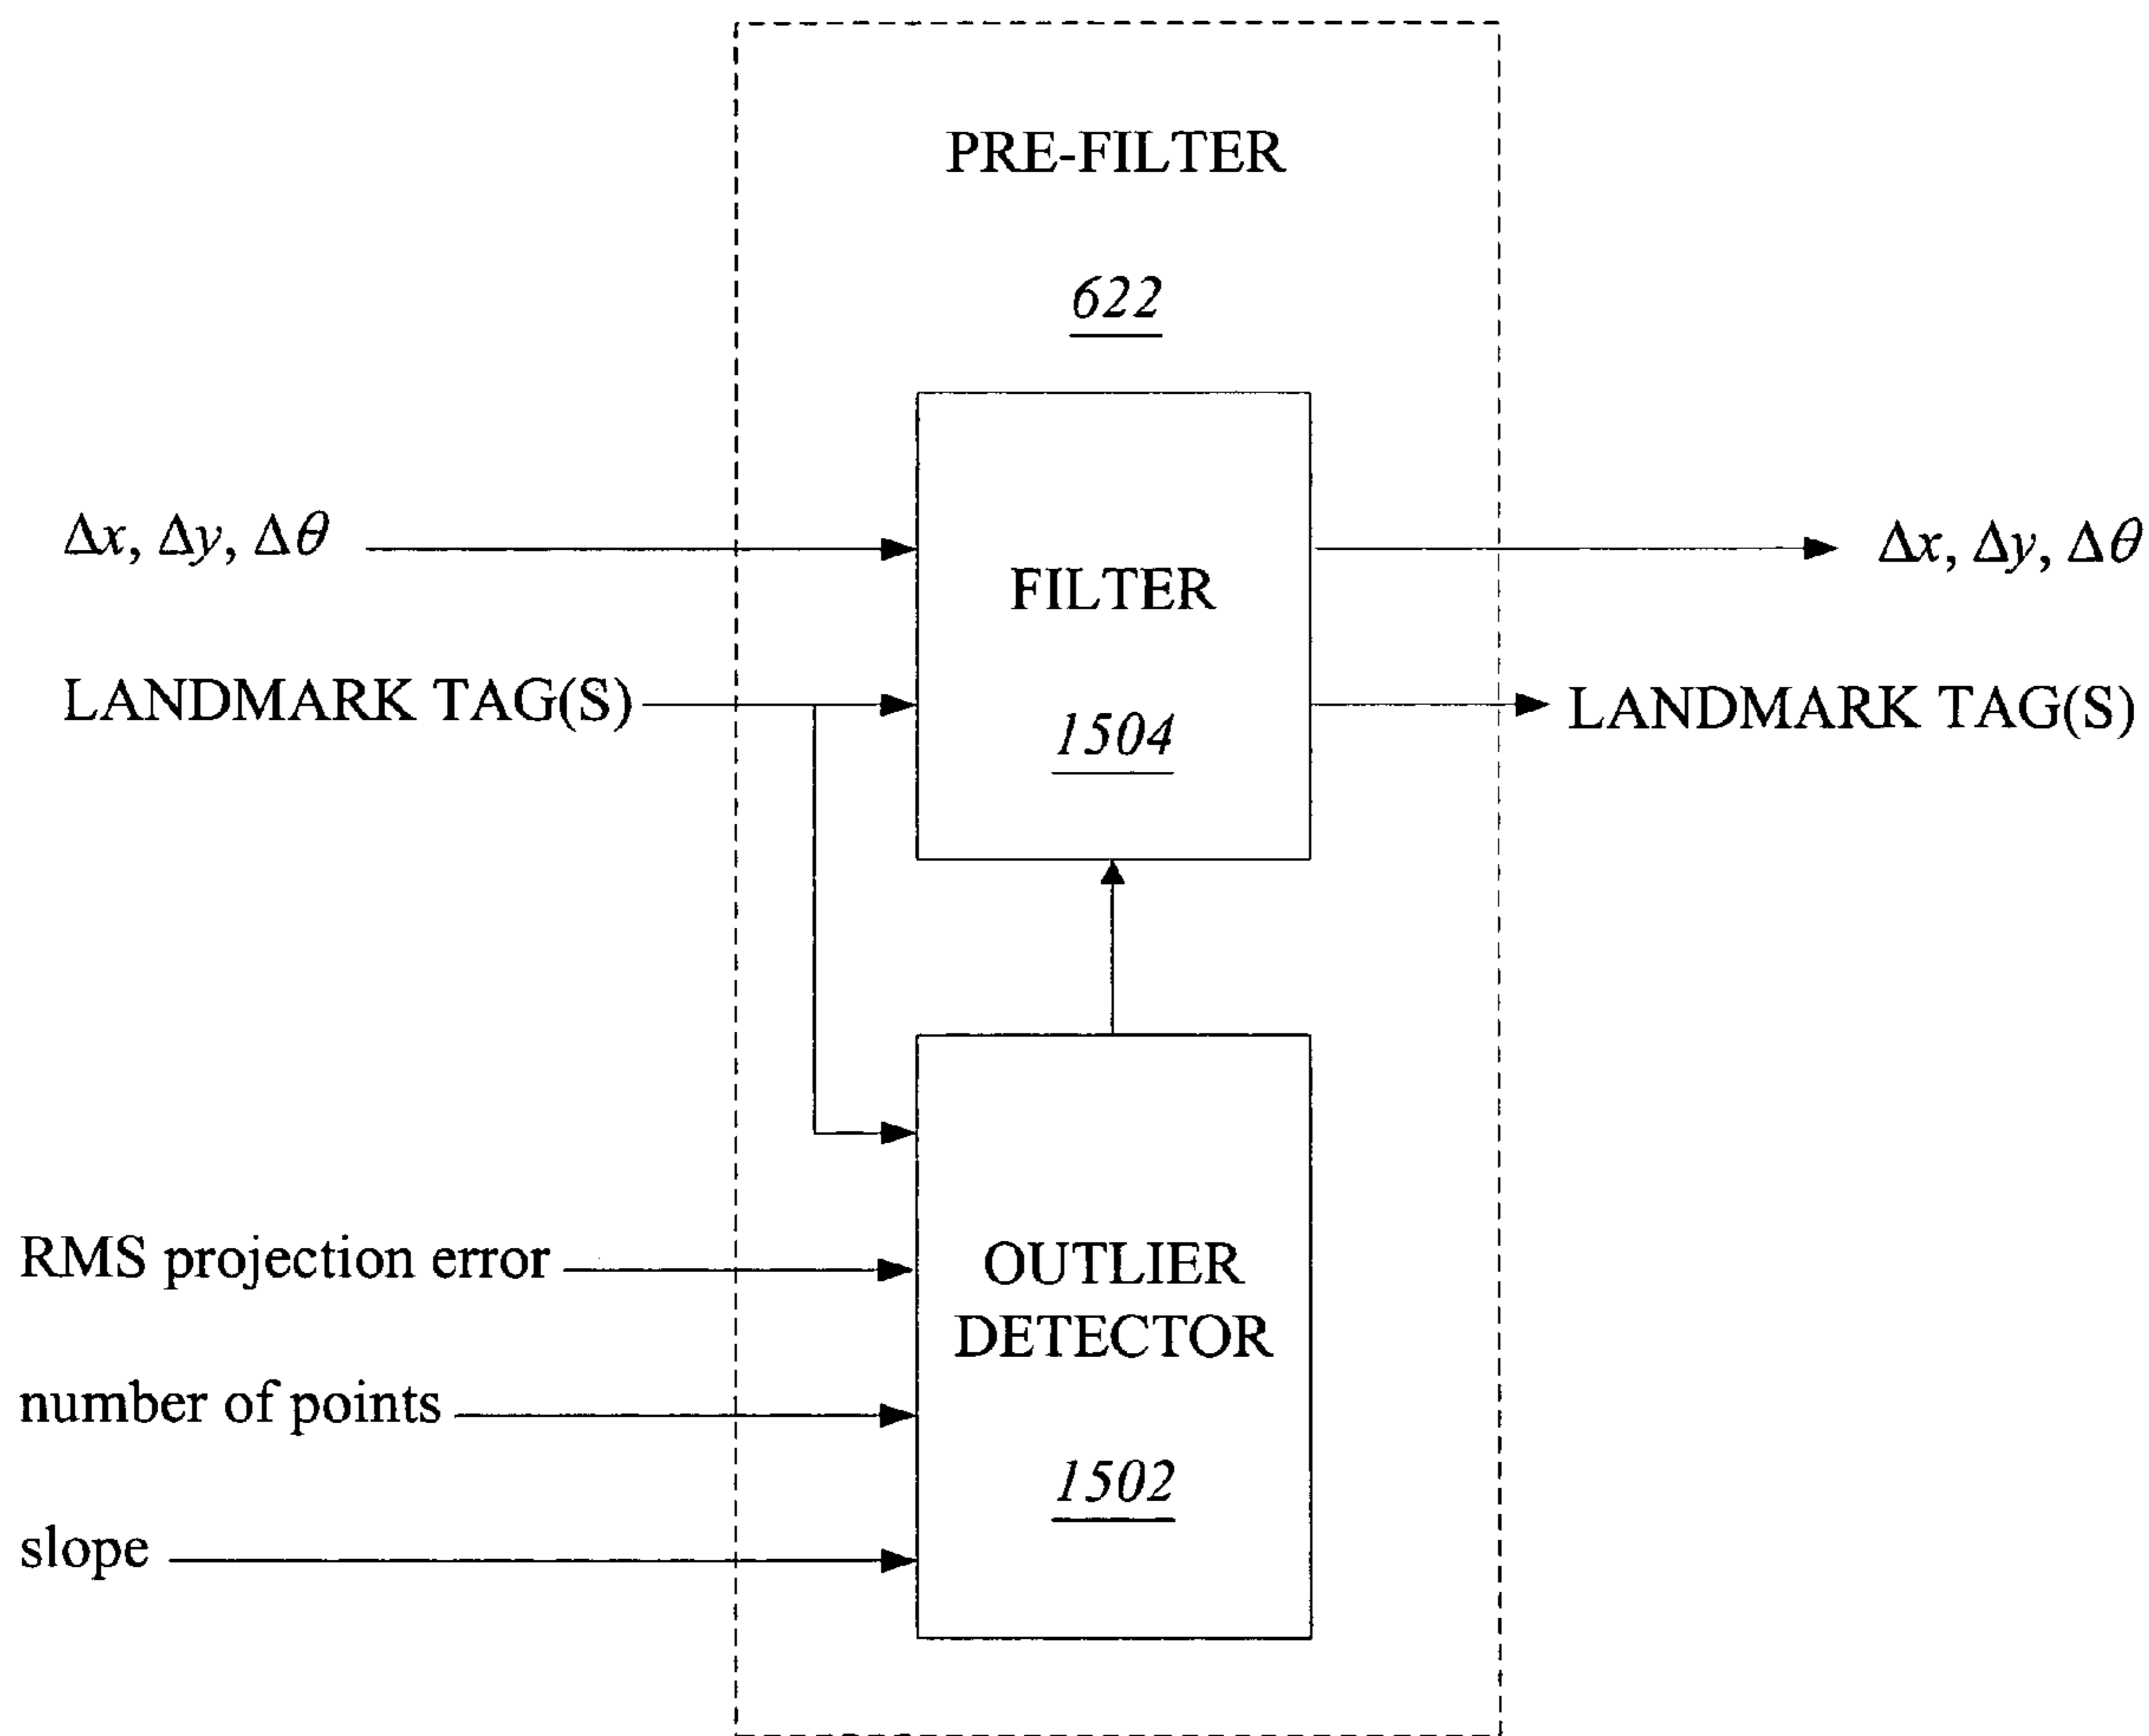 PRE-FILTER
622
Δx, Δy, Δθ
Δx, Δy, Δθ
FILTER
LANDMARK TAG(S)
1504
LANDMARK TAG(S)
RMS projection error
OUTLIER
DETECTOR
number of points
1502
slope